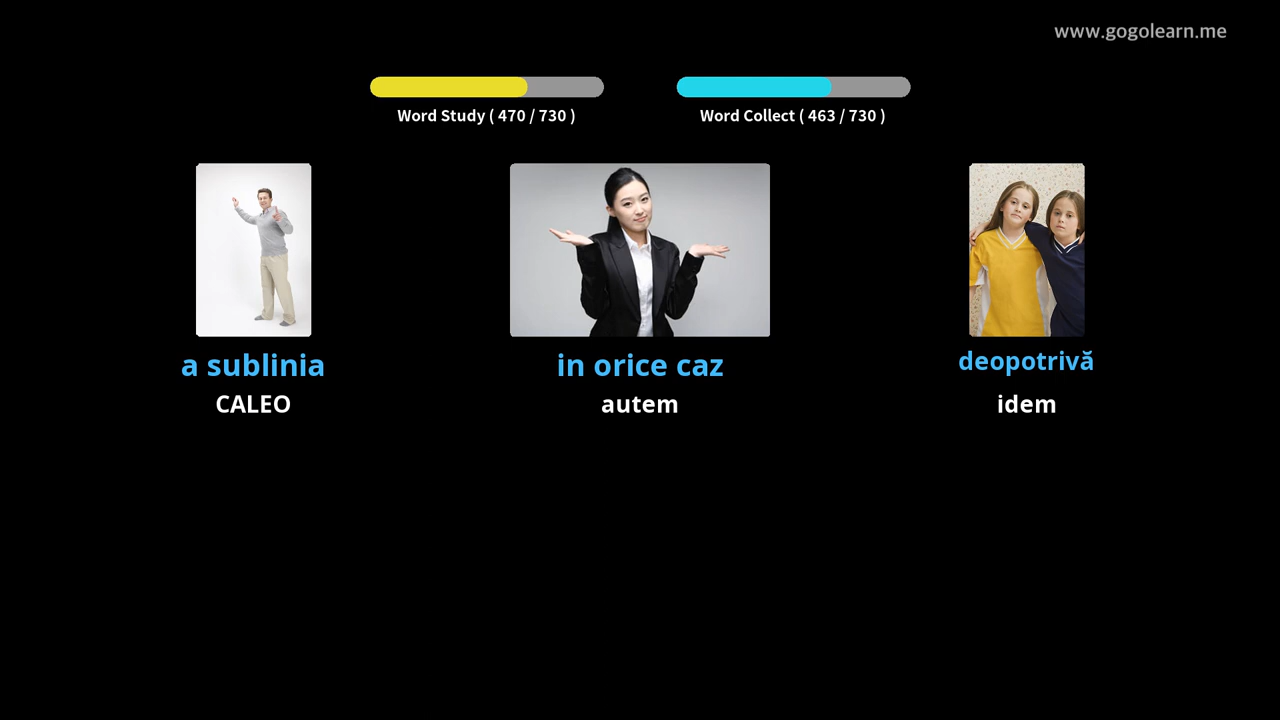 www.gogolearn.me
Word Study ( 470 / 730 )
Word Collect ( 463 / 730 )
a sublinia
CALEO
in orice caz
autem
deopotrivă
idem